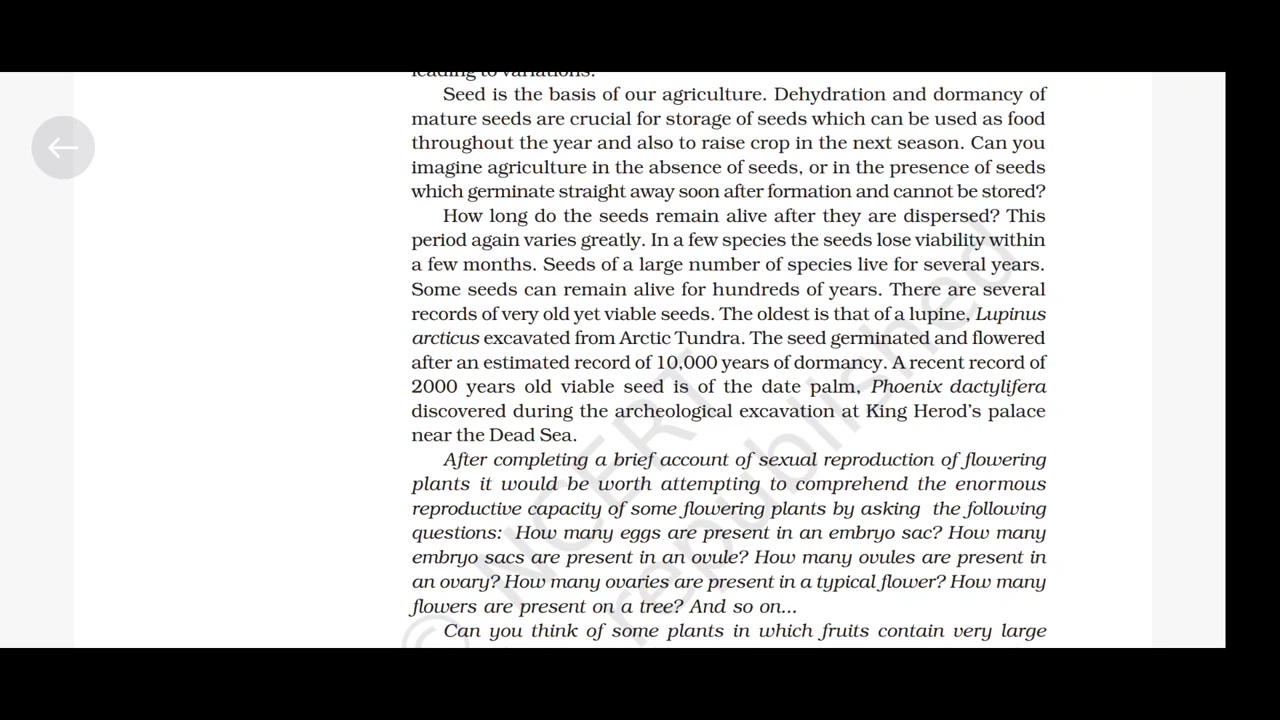 leading to variations.
Seed is the basis of our agriculture. Dehydration and dormancy of
mature seeds are crucial for storage of seeds which can be used as food
throughout the year and also to raise crop in the next season. Can you
imagine agriculture in the absence of seeds, or in the presence of seeds
which germinate straight away soon after formation and cannot be stored?
How long do the seeds remain alive after they are dispersed? This
period again varies greatly. In a few species the seeds lose viability within
a few months. Seeds of a large number of species live for several years.
Some seeds can remain alive for hundreds of years. There are several
records of very old yet viable seeds. The oldest is that of a lupine, Lupinus
arcticus excavated from Arctic Tundra. The seed germinated and flowered
after an estimated record of 10,000 years of dormancy. A recent record of
2000 years old viable seed is of the date palm, Phoenix dactylifera
discovered during the archeological excavation at King Herod's palace
near the Dead Sea.
After completing a brief account of sexual reproduction of flowering
plants it would be worth attempting to comprehend the enormous
reproductive capacity of some flowering plants by asking the following
questions: How many eggs are present in an embryo sac? How many
embryo sacs are present in an ovule? How many ovules are present in
an ovary? How many ovaries are present in a typical flower? How many
flowers are present on a tree? And so on...
Can you think of some plants in which fruits contain very large
© NCERT
republished